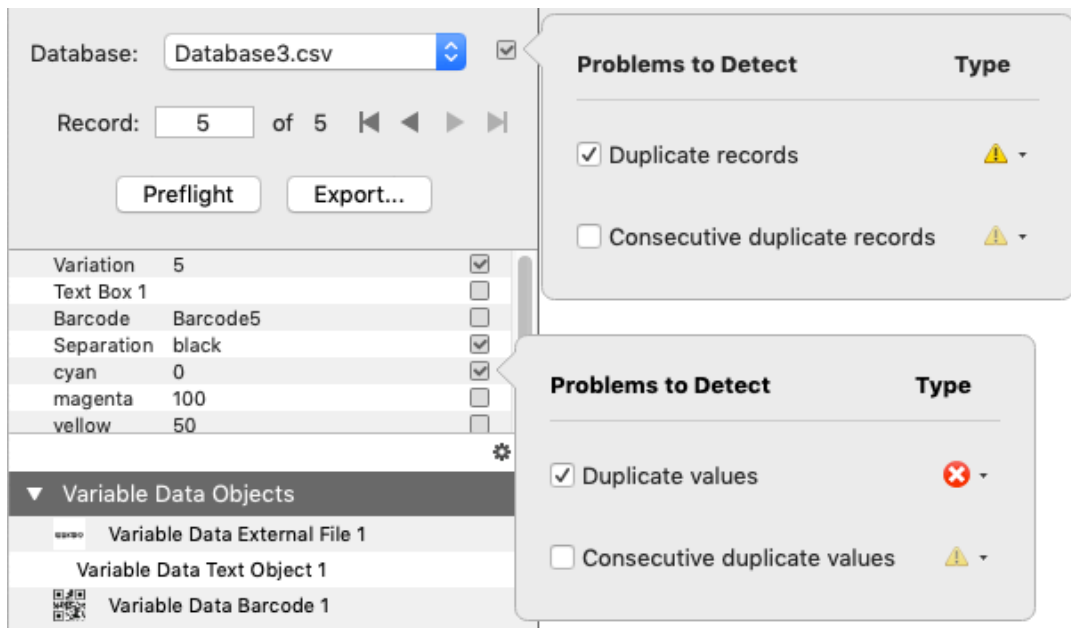 Database: Database3.csv
Record: 5 of 5
Preflight Export...
Problems to Detect Type
Duplicate records
Consecutive duplicate records
Variation 5
Text Box 1
Barcode Barcode5
Separation black
cyan 0
magenta 100
yellow 50
Problems to Detect Type
Duplicate values
Consecutive duplicate values
Variable Data Objects
Variable Data External File 1
Variable Data Text Object 1
Variable Data Barcode 1